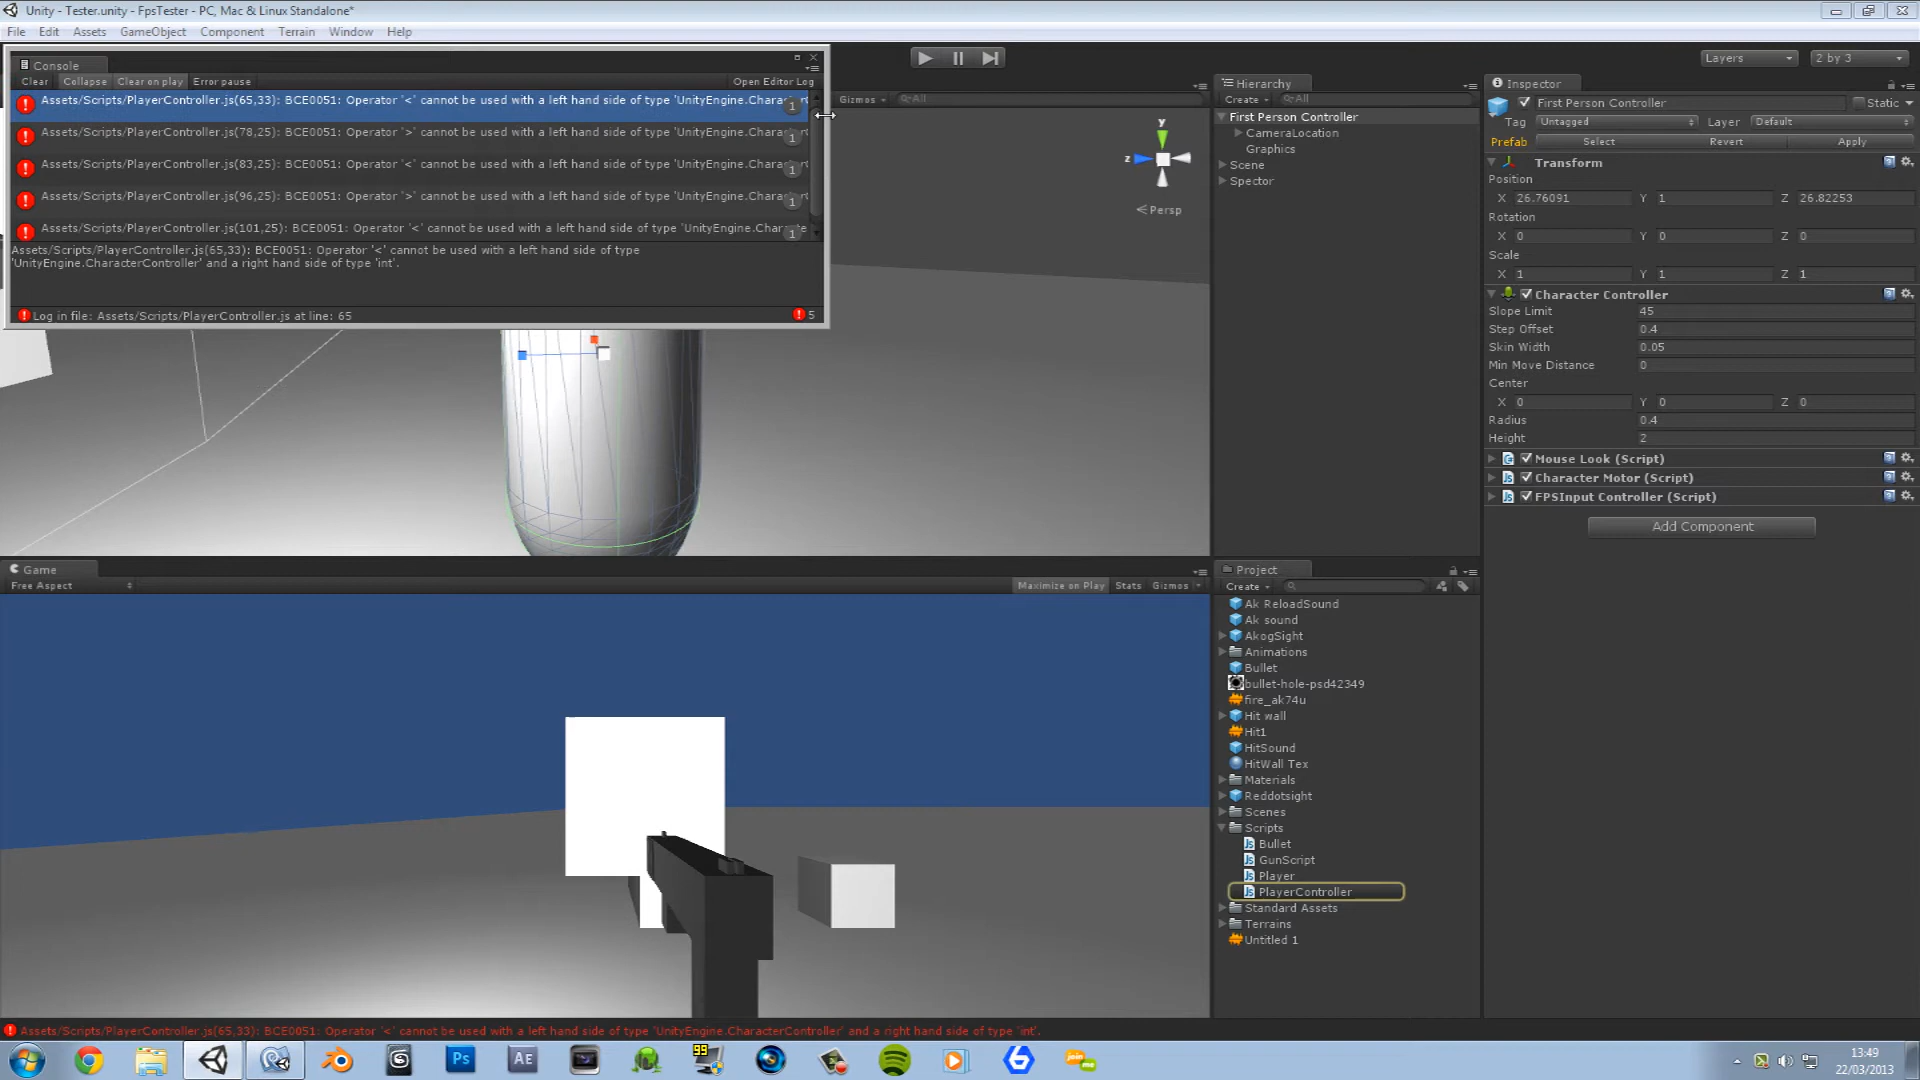 Unity - Tester.unity - FpsTester - PC, Mac & Linux Standalone*
File Edit Assets GameObject Component Terrain Window Help
Console
Clear Collapse Clear on play Error pause Open Editor Log
Assets/Scripts/PlayerController.js(65,33): BCE0051: Operator '<' cannot be used with a left hand side of type 'UnityEngine.Character
1
Assets/Scripts/PlayerController.js(78,25): BCE0051: Operator '>' cannot be used with a left hand side of type 'UnityEngine.Charac
1
Assets/Scripts/PlayerController.js(83,25): BCE0051: Operator '<' cannot be used with a left hand side of type 'UnityEngine.Charac
1
Assets/Scripts/PlayerController.js(96,25): BCE0051: Operator '>' cannot be used with a left hand side of type 'UnityEngine.Charac
1
Assets/Scripts/PlayerController.js(101,25): BCE0051: Operator '<' cannot be used with a left hand side of type 'UnityEngine.Characte
1
Assets/Scripts/PlayerController.js(65,33): BCE0051: Operator '<' cannot be used with a left hand side of type
'UnityEngine.CharacterController' and a right hand side of type 'int'.
Log in file: Assets/Scripts/PlayerController.js at line: 65
5
Gizmos All
y
z
Persp
Layers 2 by 3
Hierarchy
Create All
First Person Controller
CameraLocation
Graphics
Scene
Spector
Inspector
First Person Controller Static
Tag Untagged Layer Default
Prefab Select Revert Apply
Transform
Position
X 26.76091 Y 1 Z 26.82253
Rotation
X 0 Y 0 Z 0
Scale
X 1 Y 1 Z 1
Character Controller
Slope Limit 45
Step Offset 0.4
Skin Width 0.05
Min Move Distance 0
Center
X 0 Y 0 Z 0
Radius 0.4
Height 2
Mouse Look (Script)
Character Motor (Script)
FPSInput Controller (Script)
Add Component
Game
Free Aspect Maximize on Play Stats Gizmos
Project
Create
Ak ReloadSound
Ak sound
AkogSight
Animations
Bullet
bullet-hole-psd42349
fire_ak74u
Hit wall
Hit1
HitSound
HitWall Tex
Materials
Reddotsight
Scenes
Scripts
Bullet
GunScript
Player
PlayerController
Standard Assets
Terrains
Untitled 1
Assets/Scripts/PlayerController.js(65,33): BCE0051: Operator '<' cannot be used with a left hand side of type 'UnityEngine.CharacterController' and a right hand side of type 'int'.
Ps
AE
99
13:49
22/03/2013